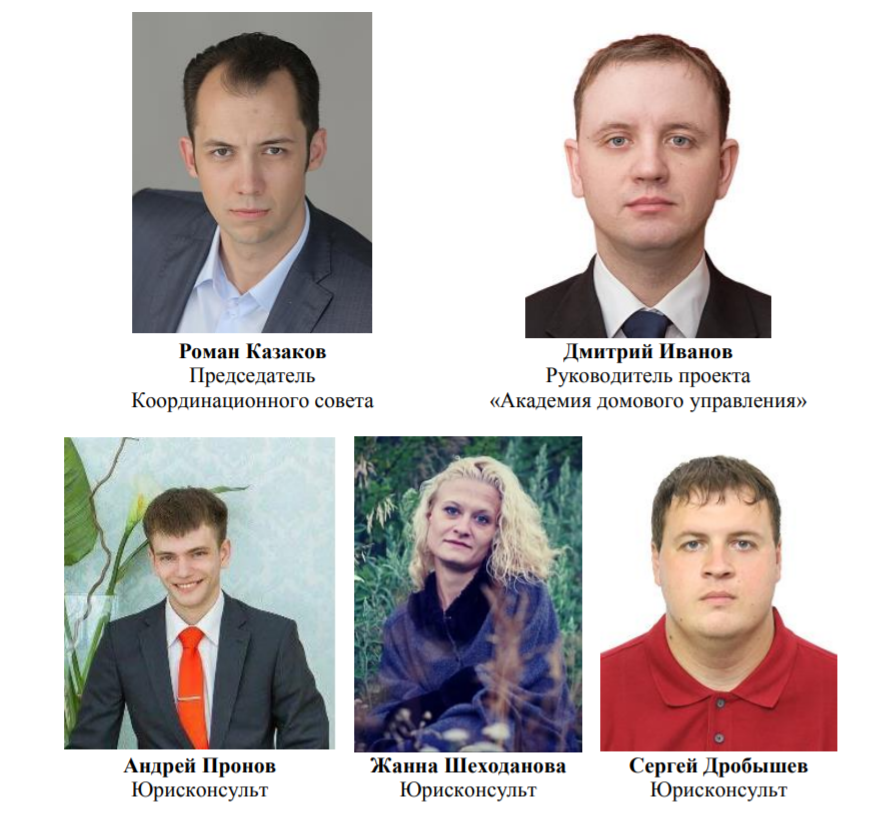 Роман Казаков
Председатель
Координационного совета
Дмитрий Иванов
Руководитель проекта
«Академия домового управления»
Андрей Пронов
Юрисконсульт
Жанна Шеходанова
Юрисконсульт
Сергей Дробышев
Юрисконсульт